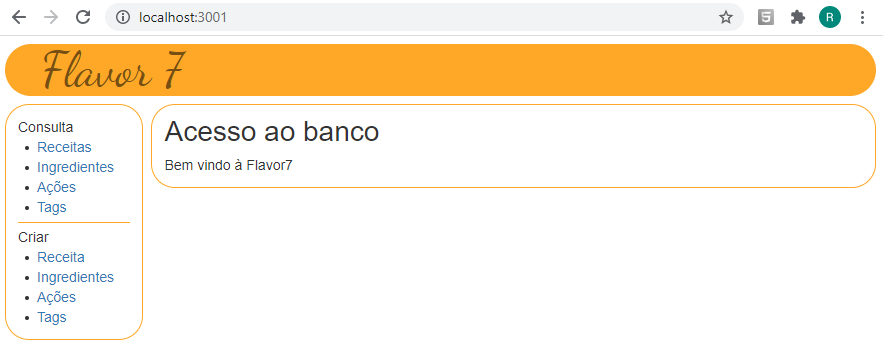 localhost:3001
R
Flavor 7
Consulta
Receitas
Ingredientes
Ações
Tags
Criar
Receita
Ingredientes
Ações
Tags
Acesso ao banco
Bem vindo à Flavor7